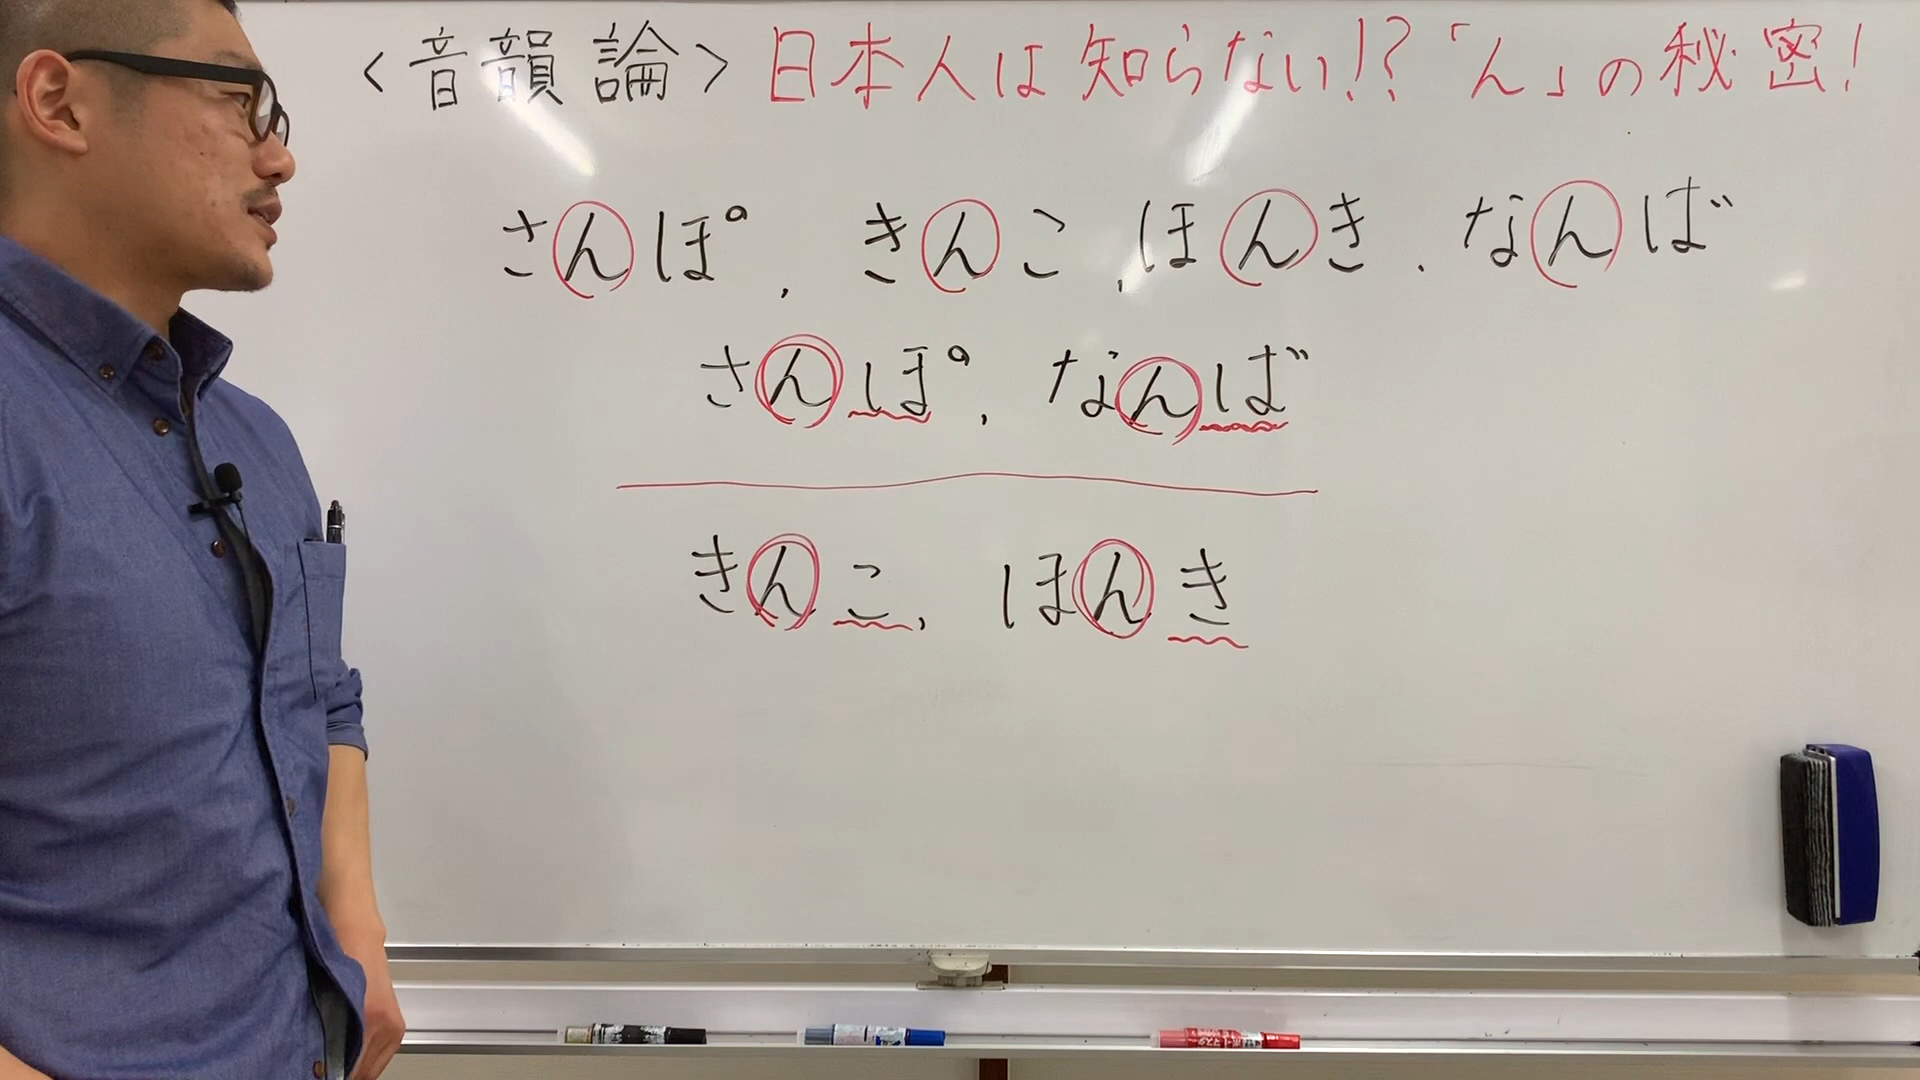 ＜音韻論＞日本人は知らない!?「ん」の秘密!
さんぽ, きんこ, ほんき, なんば
さんぽ, なんば
きんこ, ほんき